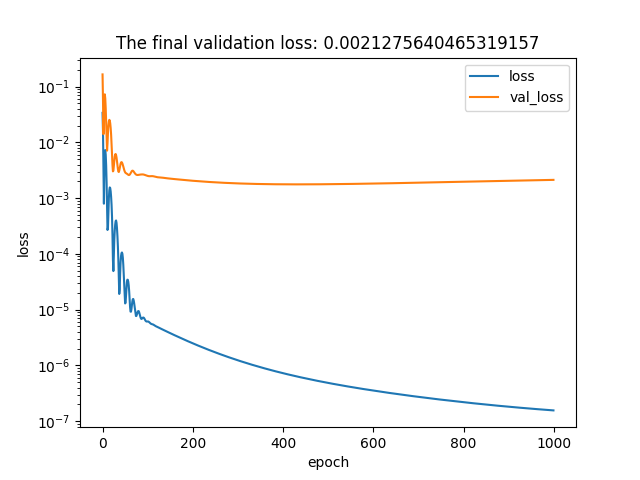 The final validation loss: 0.0021275640465319157
loss
val_loss
10⁻¹
10⁻²
10⁻³
10⁻⁴
10⁻⁵
10⁻⁶
10⁻⁷
loss
0 200 400 600 800 1000
epoch